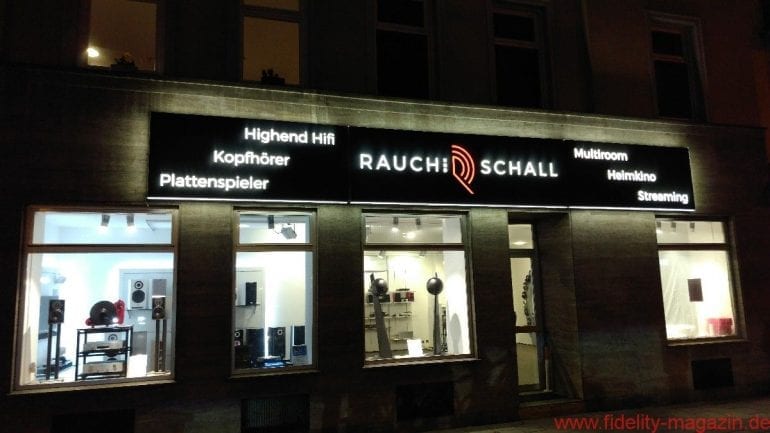 Highend Hifi
Kopfhörer
Plattenspieler
RAUCH:R SCHALL
Multiroom
Heimkino
Streaming
www.fidelity-magazin.de